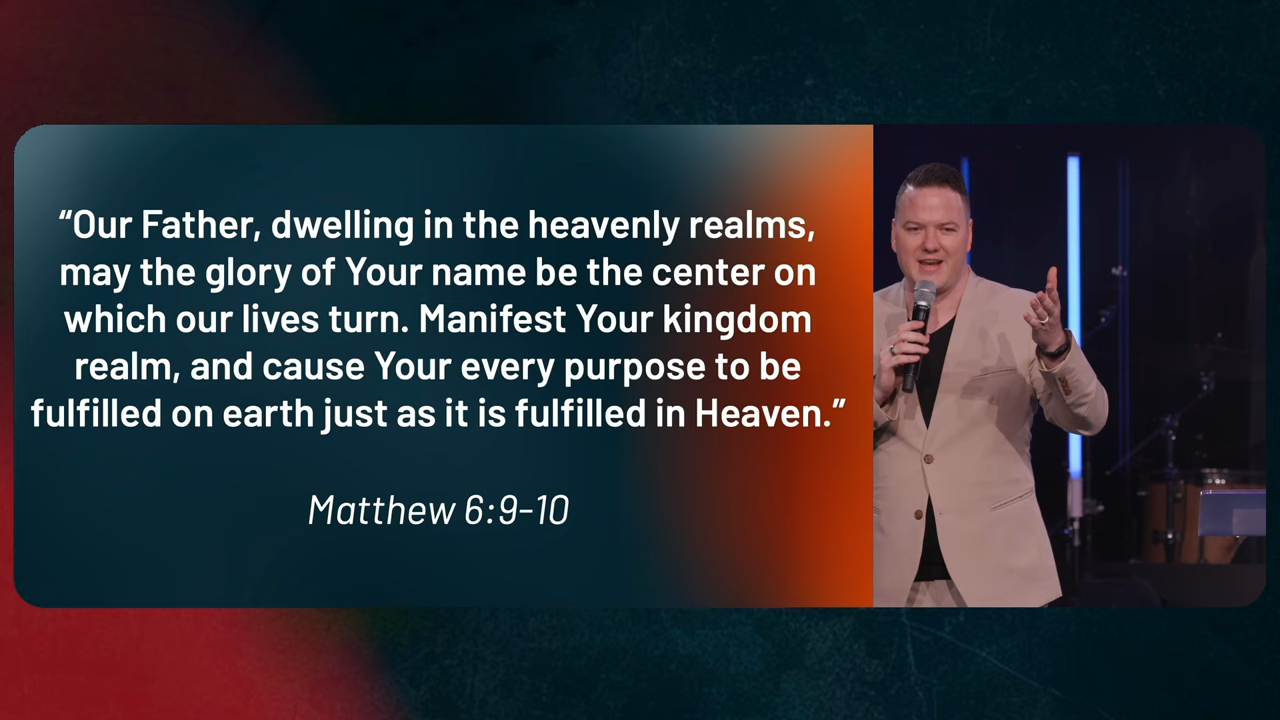 “Our Father, dwelling in the heavenly realms,
may the glory of Your name be the center on
which our lives turn. Manifest Your kingdom
realm, and cause Your every purpose to be
fulfilled on earth just as it is fulfilled in Heaven.”
Matthew 6:9-10